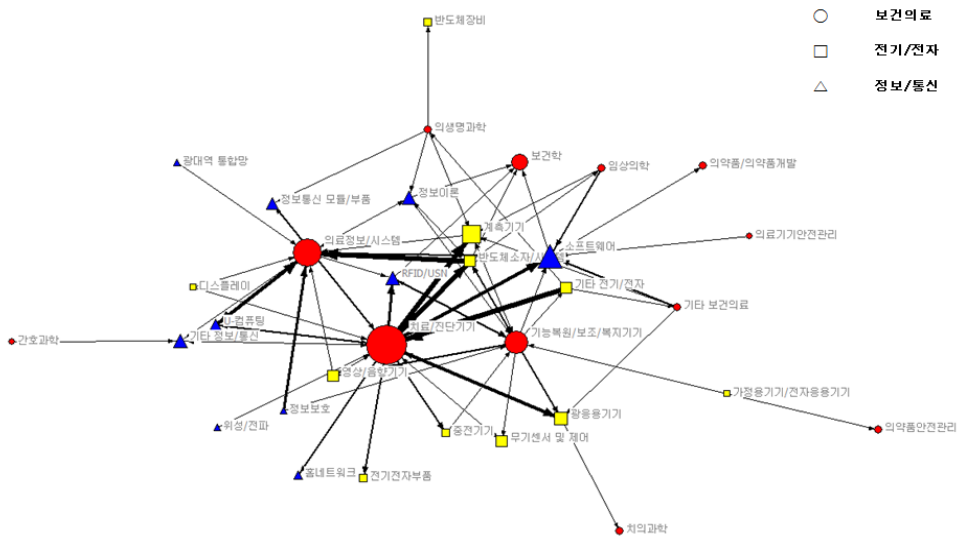 보건의료
전기/전자
정보/통신
반도체장비
의생명과학
광대역 통합망
보건학
임상의학
의약품/의약품개발
정보통신 모듈/부품
정보이론
계측기기
의료정보/시스템
소프트웨어
의료기기안전관리
반도체소자/시
RFID/USN
디스플레이
기타 전기/전자
U-컴퓨팅
기타 보건의료
치료/진단기기
기능복원/보조/복지기기
간호과학
기타 정보/통신
영상/음향기기
가정용기기/전자응용기기
정보보호
위성/전파
광응용기기
중전기기
무기센서 및 제어
의약품안전관리
홈네트워크
전기전자부품
치의과학